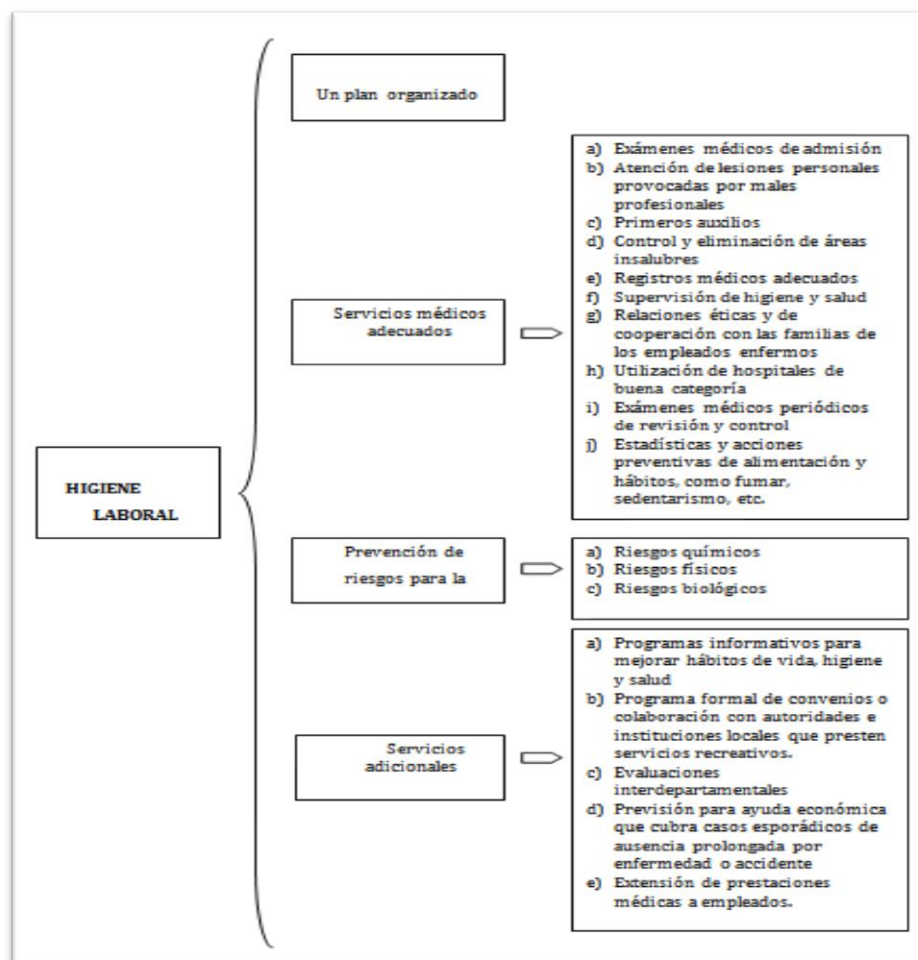 HIGIENE
LABORAL
Un plan organizado
Servicios médicos
adecuados
a) Exámenes médicos de admisión
b) Atención de lesiones personales
provocadas por males
profesionales
c) Primeros auxilios
d) Control y eliminación de áreas
insalubres
e) Registros médicos adecuados
f) Supervisión de higiene y salud
g) Relaciones éticas y de
cooperación con las familias de
los empleados enfermos
h) Utilización de hospitales de
buena categoría
i) Exámenes médicos periódicos
de revisión y control
j) Estadísticas y acciones
preventivas de alimentación y
hábitos, como fumar,
sedentarismo, etc.
Prevención de
riesgos para la
a) Riesgos químicos
b) Riesgos físicos
c) Riesgos biológicos
Servicios
adicionales
a) Programas informativos para
mejorar hábitos de vida, higiene
y salud
b) Programa formal de convenios o
colaboración con autoridades e
instituciones locales que presten
servicios recreativos.
c) Evaluaciones
interdepartamentales
d) Previsión para ayuda económica
que cubra casos esporádicos de
ausencia prolongada por
enfermedad o accidente
e) Extensión de prestaciones
médicas a empleados.